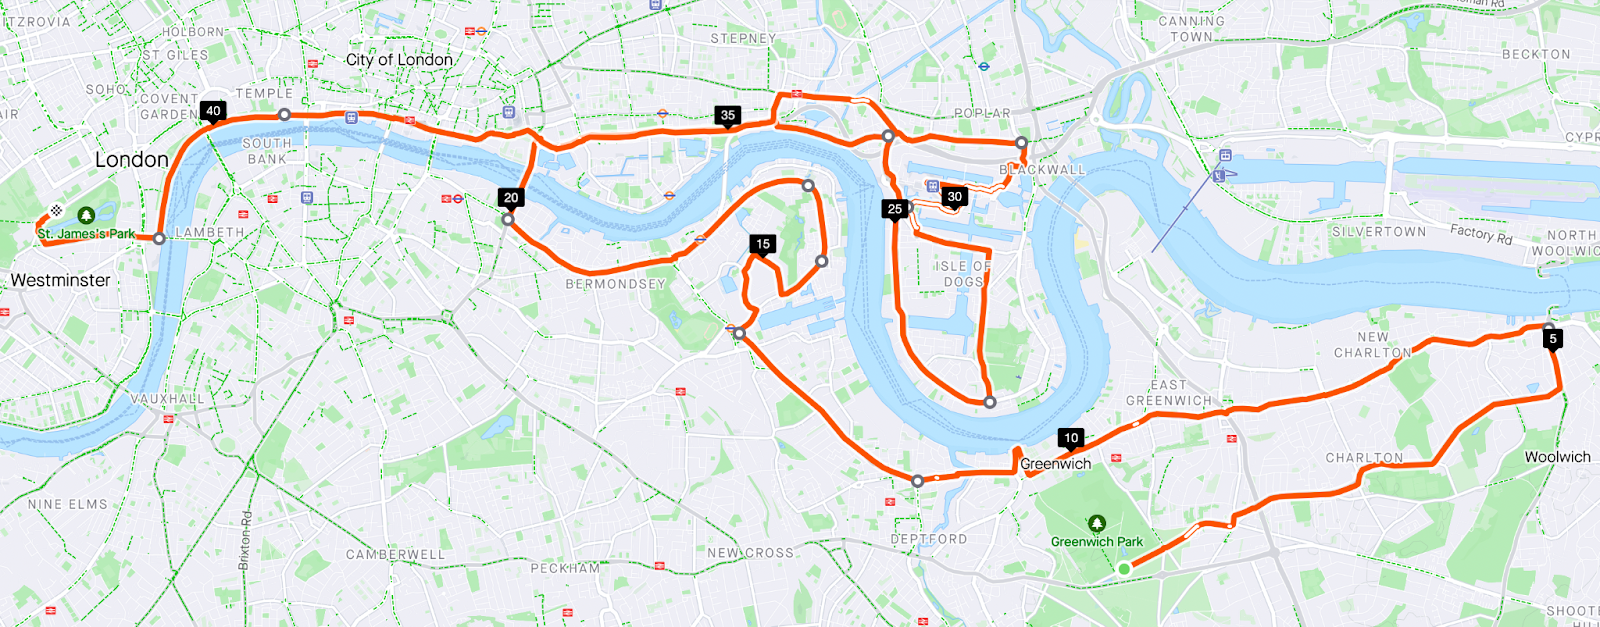 ITZROVIA
HOLBORN
ST GILES
City of London
STEPNEY
CANNING
TOWN
BECKTON
SOHO
COVENT
GARDEN
TEMPLE
AIR
40
35
POPLAR
CYPR
London
SOUTH
BANK
BLACKWALL
20
30
25
St. James's Park
LAMBETH
15
SILVERTOWN
Factory Rd
NORTH
WOOLWIC
Westminster
BERMONDSEY
ISLE OF
DOGS
NEW
CHARLTON
5
VAUXHALL
EAST
GREENWICH
10
Greenwich
CHARLTON
Woolwich
NINE ELMS
Brixton Rd
Greenwich Park
DEPTFORD
CAMBERWELL
NEW CROSS
PECKHAM
SHOOT